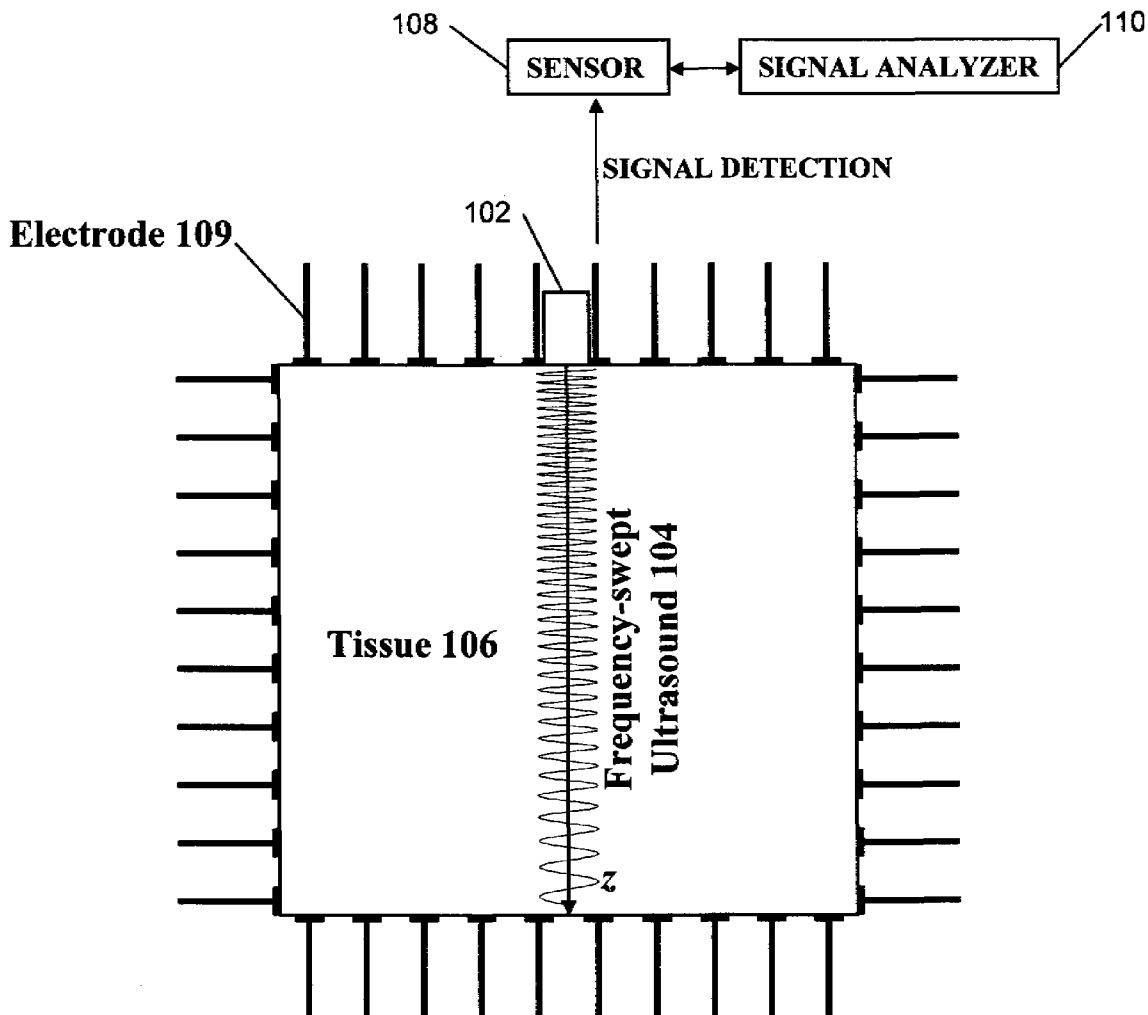 108
110
SENSOR
SIGNAL ANALYZER
SIGNAL DETECTION
102
Electrode 109
Tissue 106
Frequency-swept
Ultrasound 104
z